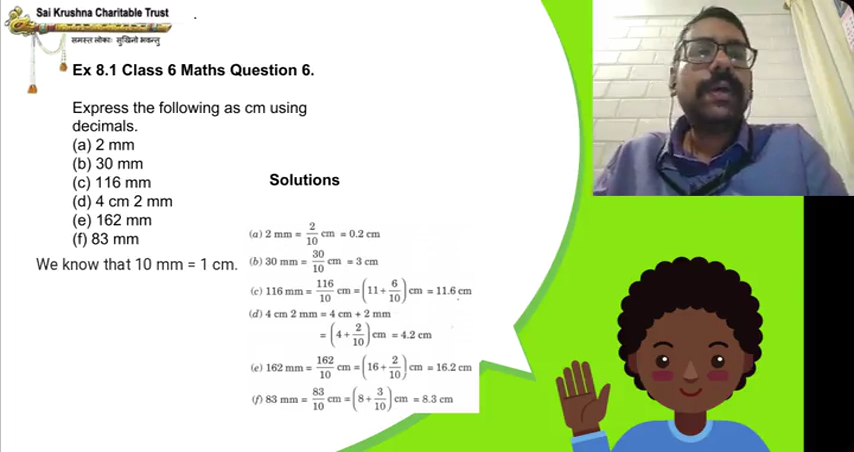 Sai Krushna Charitable Trust
समस्त लोकाः सुखिनो भवन्तु
Ex 8.1 Class 6 Maths Question 6.
Express the following as cm using
decimals.
(a) 2 mm
(b) 30 mm
(c) 116 mm
(d) 4 cm 2 mm
(e) 162 mm
(f) 83 mm
We know that 10 mm = 1 cm.
Solutions
(a) 2 mm = 2/10 cm = 0.2 cm
(b) 30 mm = 30/10 cm = 3 cm
(c) 116 mm = 116/10 cm = (11 + 6/10) cm = 11.6 cm
(d) 4 cm 2 mm = 4 cm + 2 mm
= (4 + 2/10) cm = 4.2 cm
(e) 162 mm = 162/10 cm = (16 + 2/10) cm = 16.2 cm
(f) 83 mm = 83/10 cm = (8 + 3/10) cm = 8.3 cm